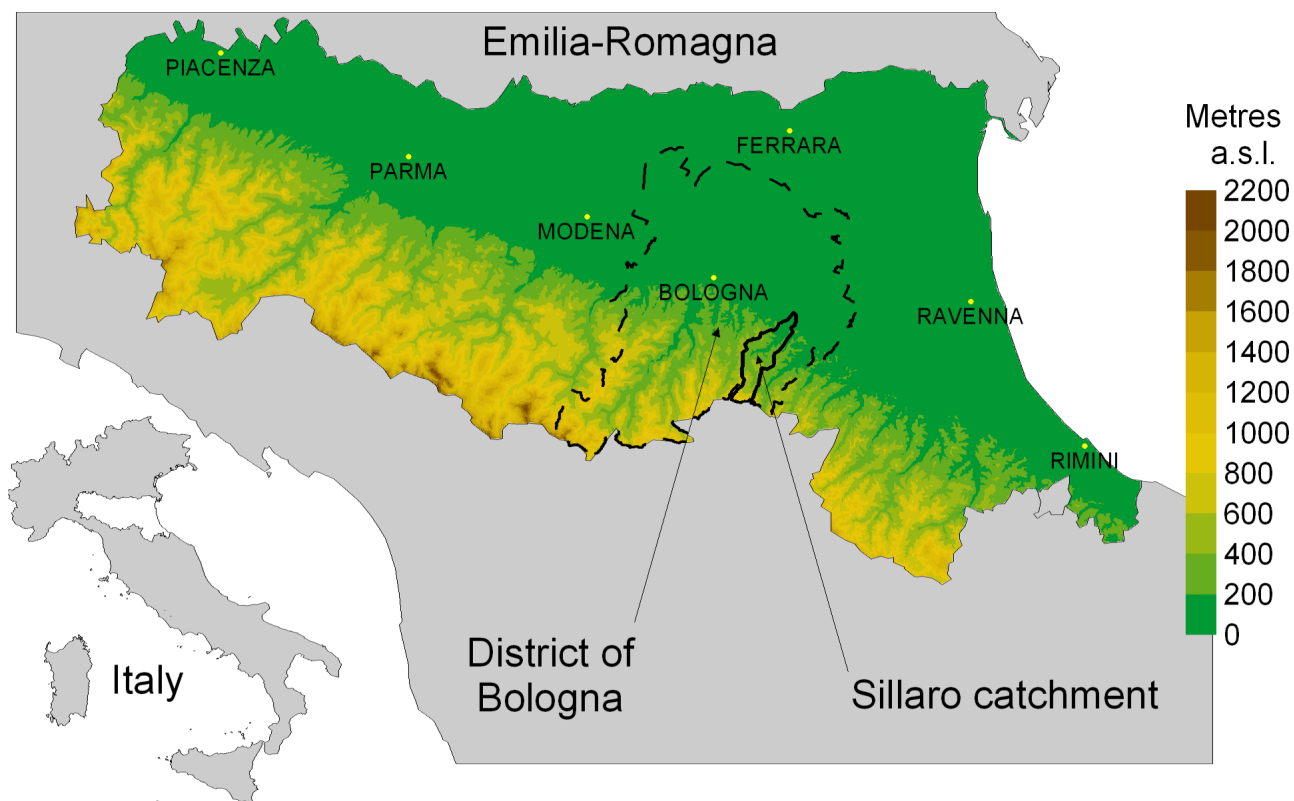 Emilia-Romagna
PIACENZA
Metres
a.s.l.
FERRARA
PARMA
2200
2000
MODENA
1800
BOLOGNA
1600
RAVENNA
1400
1200
1000
RIMINI
800
600
400
200
0
District of
Bologna
Italy
Sillaro catchment